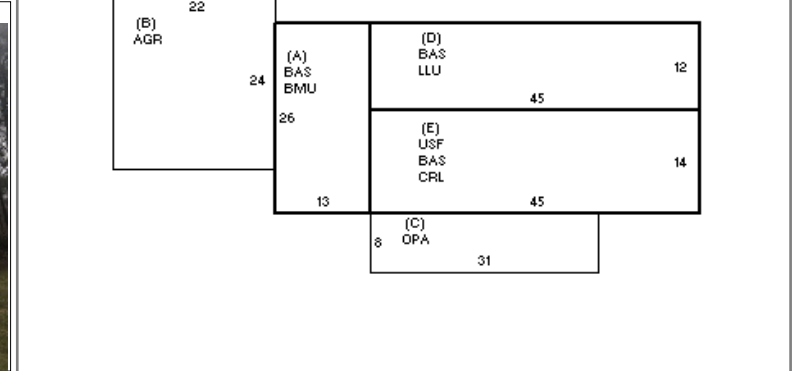 22
(B)
AGR
24
(A)
BAS
BMU
26
13
(D)
BAS
LLU
12
45
(E)
USF
BAS
CRL
14
45
(C)
OPA
8
31